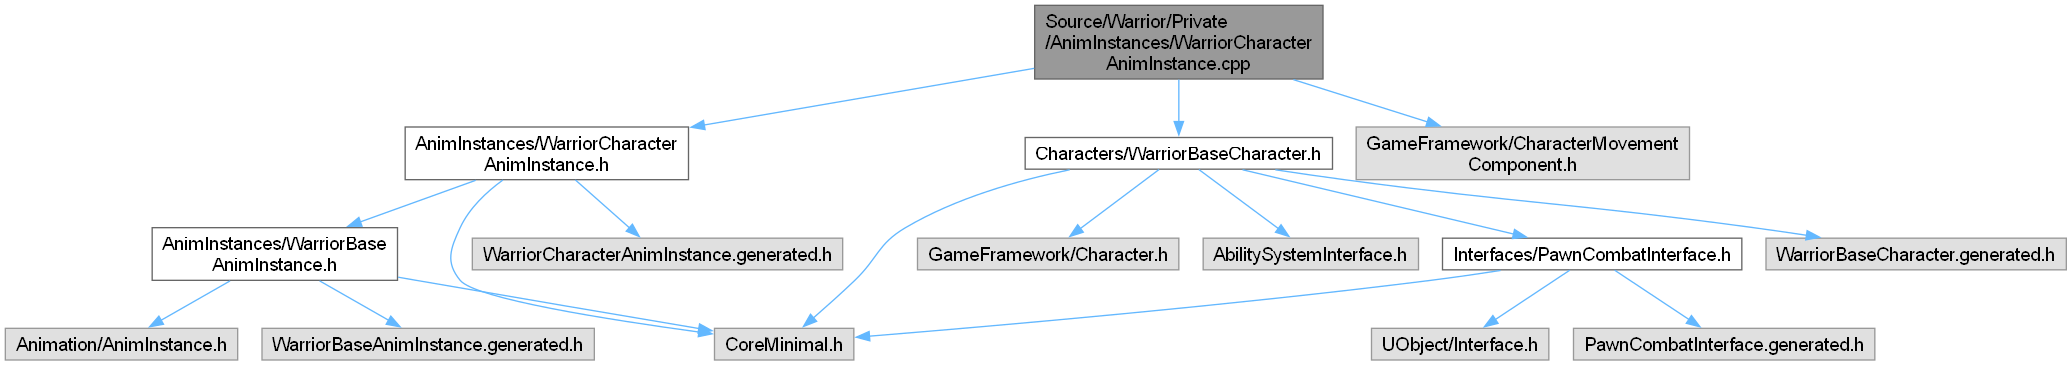 Source/Warrior/Private
/AnimInstances/WarriorCharacter
AnimInstance.cpp
AnimInstances/WarriorCharacter
AnimInstance.h
Characters/WarriorBaseCharacter.h
GameFramework/CharacterMovement
Component.h
AnimInstances/WarriorBase
AnimInstance.h
WarriorCharacterAnimInstance.generated.h
GameFramework/Character.h
AbilitySystemInterface.h
Interfaces/PawnCombatInterface.h
WarriorBaseCharacter.generated.h
Animation/AnimInstance.h
WarriorBaseAnimInstance.generated.h
CoreMinimal.h
UObject/Interface.h
PawnCombatInterface.generated.h